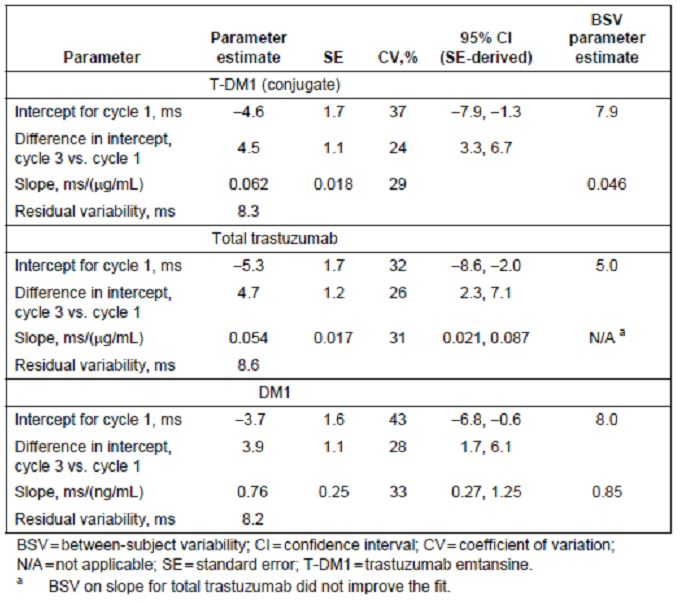 Parameter Parameter estimate SE CV,% 95% CI (SE-derived) BSV parameter estimate
T-DM1 (conjugate)
Intercept for cycle 1, ms –4.6 1.7 37 –7.9, –1.3 7.9
Difference in intercept, cycle 3 vs. cycle 1 4.5 1.1 24 3.3, 6.7
Slope, ms/(μg/mL) 0.062 0.018 29 0.046
Residual variability, ms 8.3
Total trastuzumab
Intercept for cycle 1, ms –5.3 1.7 32 –8.6, –2.0 5.0
Difference in intercept, cycle 3 vs. cycle 1 4.7 1.2 26 2.3, 7.1
Slope, ms/(μg/mL) 0.054 0.017 31 0.021, 0.087 N/A a
Residual variability, ms 8.6
DM1
Intercept for cycle 1, ms –3.7 1.6 43 –6.8, –0.6 8.0
Difference in intercept, cycle 3 vs. cycle 1 3.9 1.1 28 1.7, 6.1
Slope, ms/(ng/mL) 0.76 0.25 33 0.27, 1.25 0.85
Residual variability, ms 8.2
BSV=between-subject variability; CI=confidence interval; CV=coefficient of variation;
N/A=not applicable; SE=standard error; T-DM1=trastuzumab emtansine.
a BSV on slope for total trastuzumab did not improve the fit.